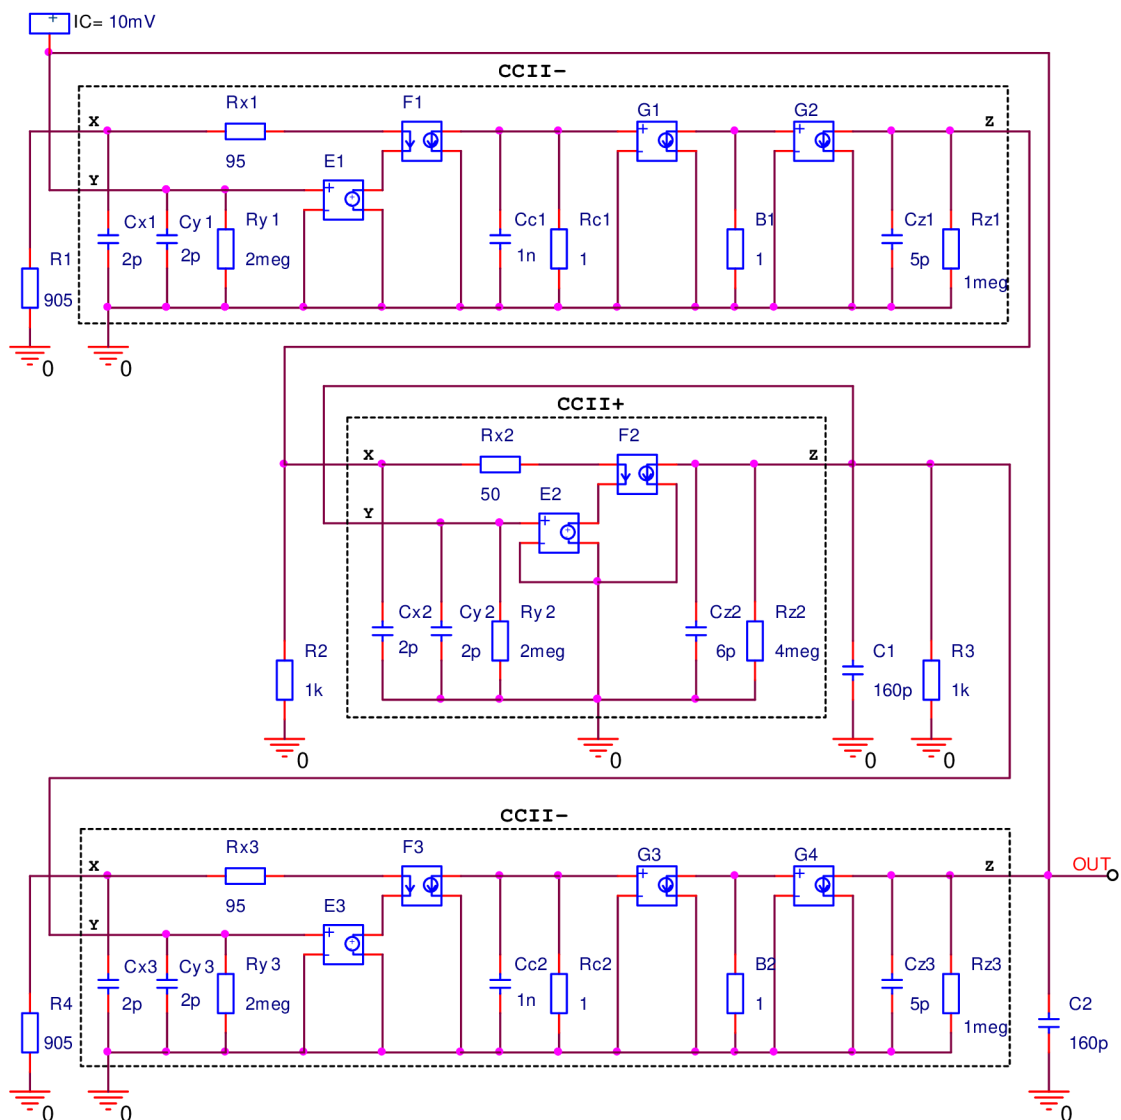 IC= 10mV
CCII-
Rx1 F1 G1 G2
X Z
95 E1
Y
Cx1 Cy1 Ry1 Cc1 Rc1 B1 Cz1 Rz1
2p 2p 2meg 1n 1 1 5p 1meg
R1
905
0 0
CCII+
Rx2 F2
X Z
50 E2
Y
Cx2 Cy2 Ry2 Cz2 Rz2
2p 2p 2meg 6p 4meg
R2 C1 R3
1k 160p 1k
0 0 0 0
CCII-
Rx3 F3 G3 G4
X Z OUT
95 E3
Y
Cx3 Cy3 Ry3 Cc2 Rc2 B2 Cz3 Rz3
2p 2p 2meg 1n 1 1 5p 1meg
R4 C2
905 160p
0 0 0